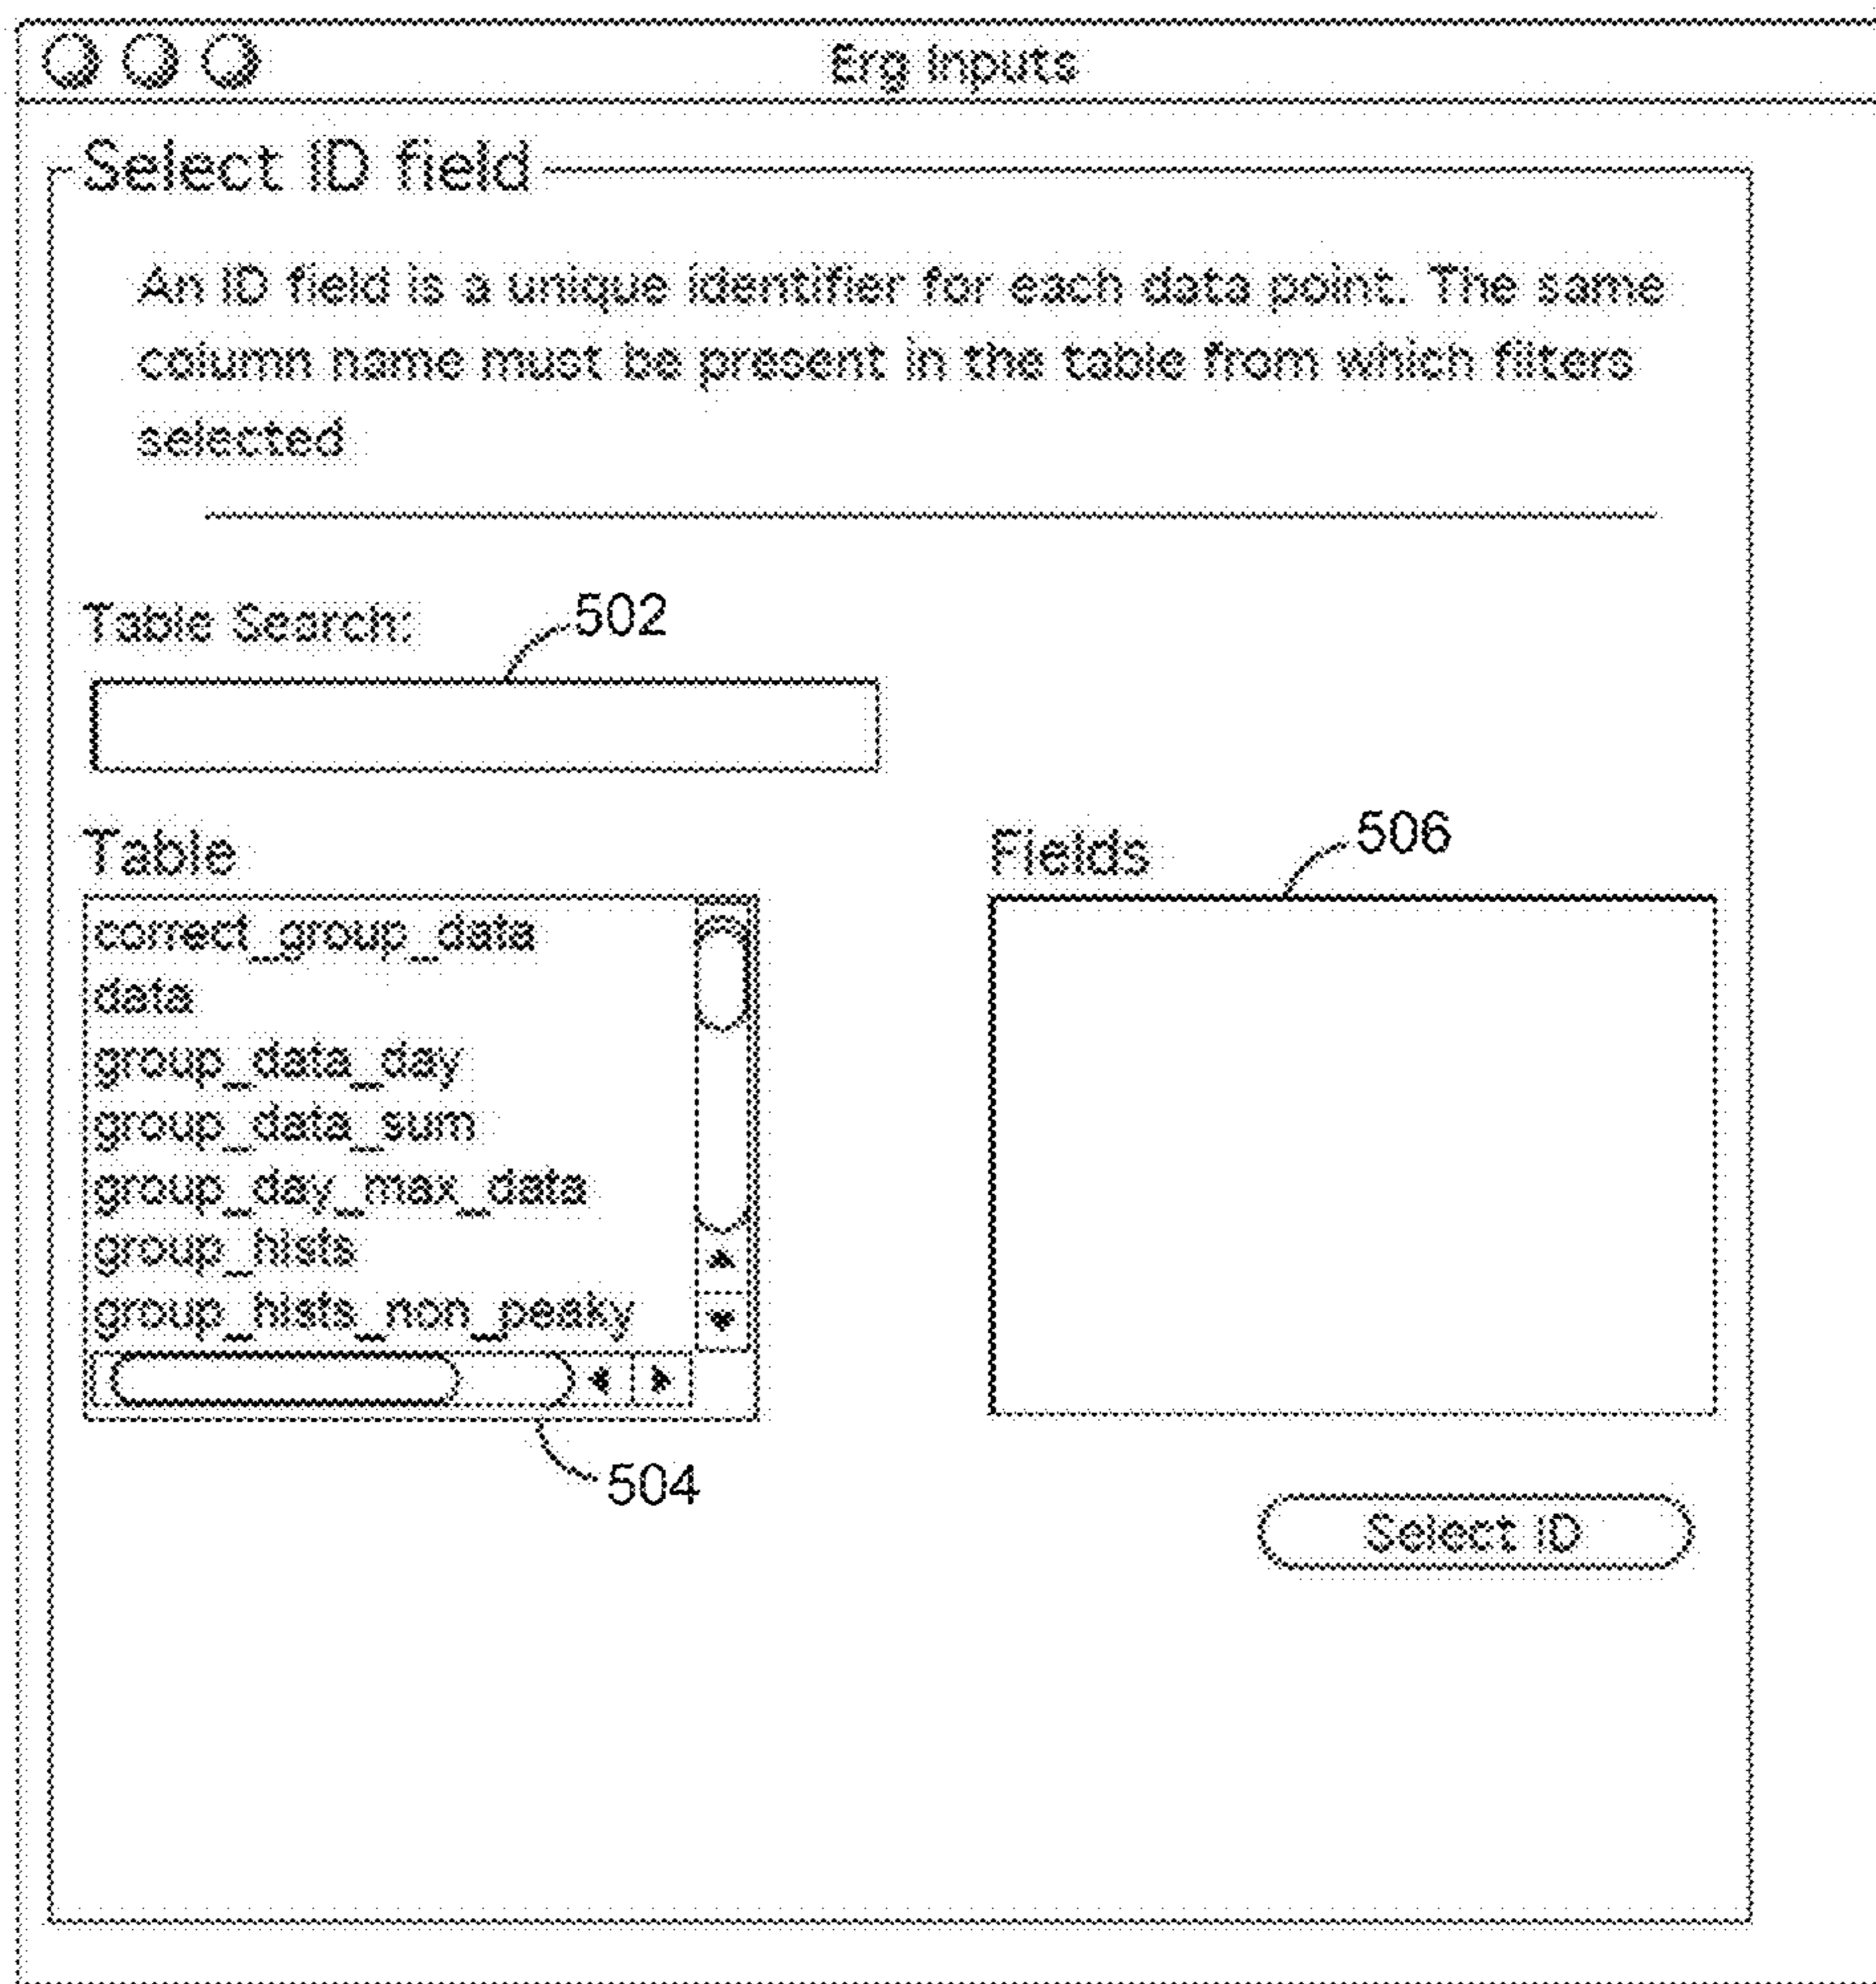 Erg Inputs
Select ID field
An ID field is a unique identifier for each data point. The same
column name must be present in the table from which filters
selected
Table Search:
502
Table
Fields
506
correct_group_data
data
group_data_day
group_data_sum
group_day_max_data
group_hists
group_hists_non_peaky
504
Select ID